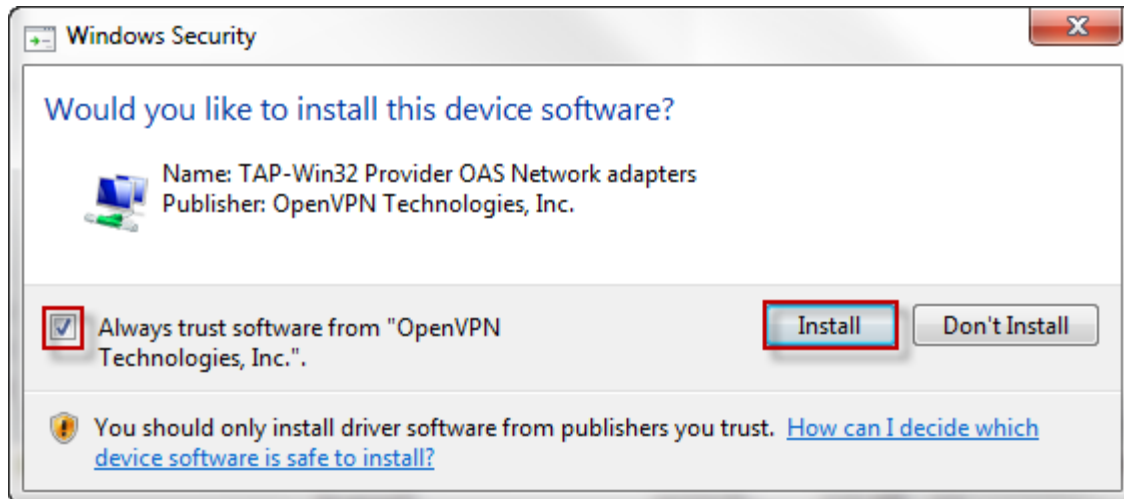 Windows Security
Would you like to install this device software?
Name: TAP-Win32 Provider OAS Network adapters
Publisher: OpenVPN Technologies, Inc.
Always trust software from "OpenVPN
Technologies, Inc.".
Install
Don't Install
You should only install driver software from publishers you trust. How can I decide which
device software is safe to install?